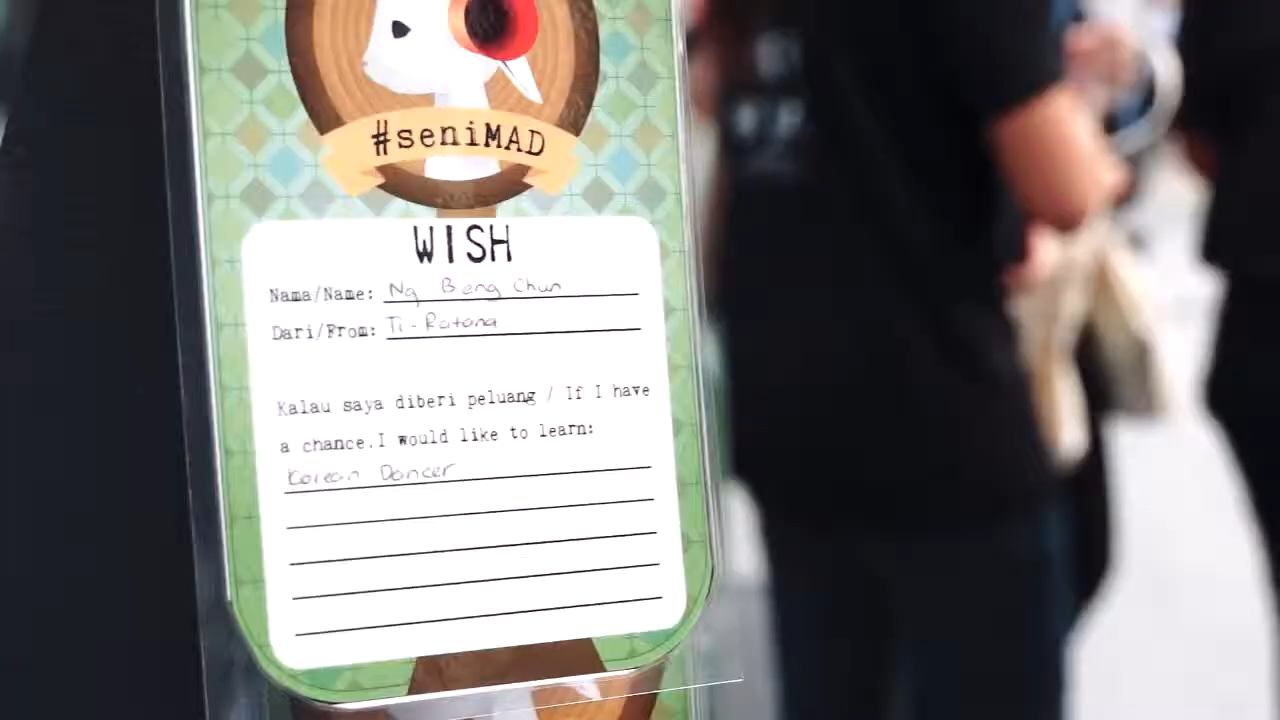 #seniMAD
WISH
Nama/Name: Ng Beng Chun
Dari/From: Ti-Ratana
Kalau saya diberi peluang / If I have
a chance.I would like to learn:
Korean Dancer